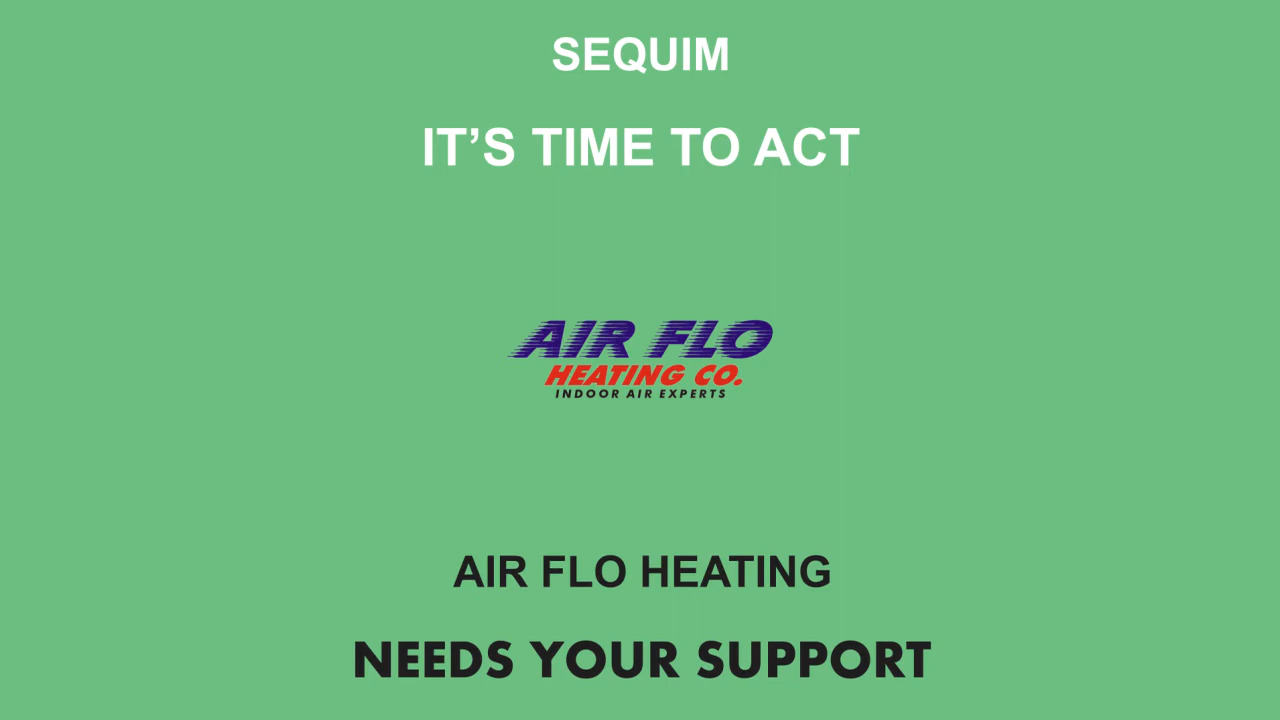 SEQUIM
IT’S TIME TO ACT
AIR FLO
HEATING CO.
INDOOR AIR EXPERTS
AIR FLO HEATING
NEEDS YOUR SUPPORT